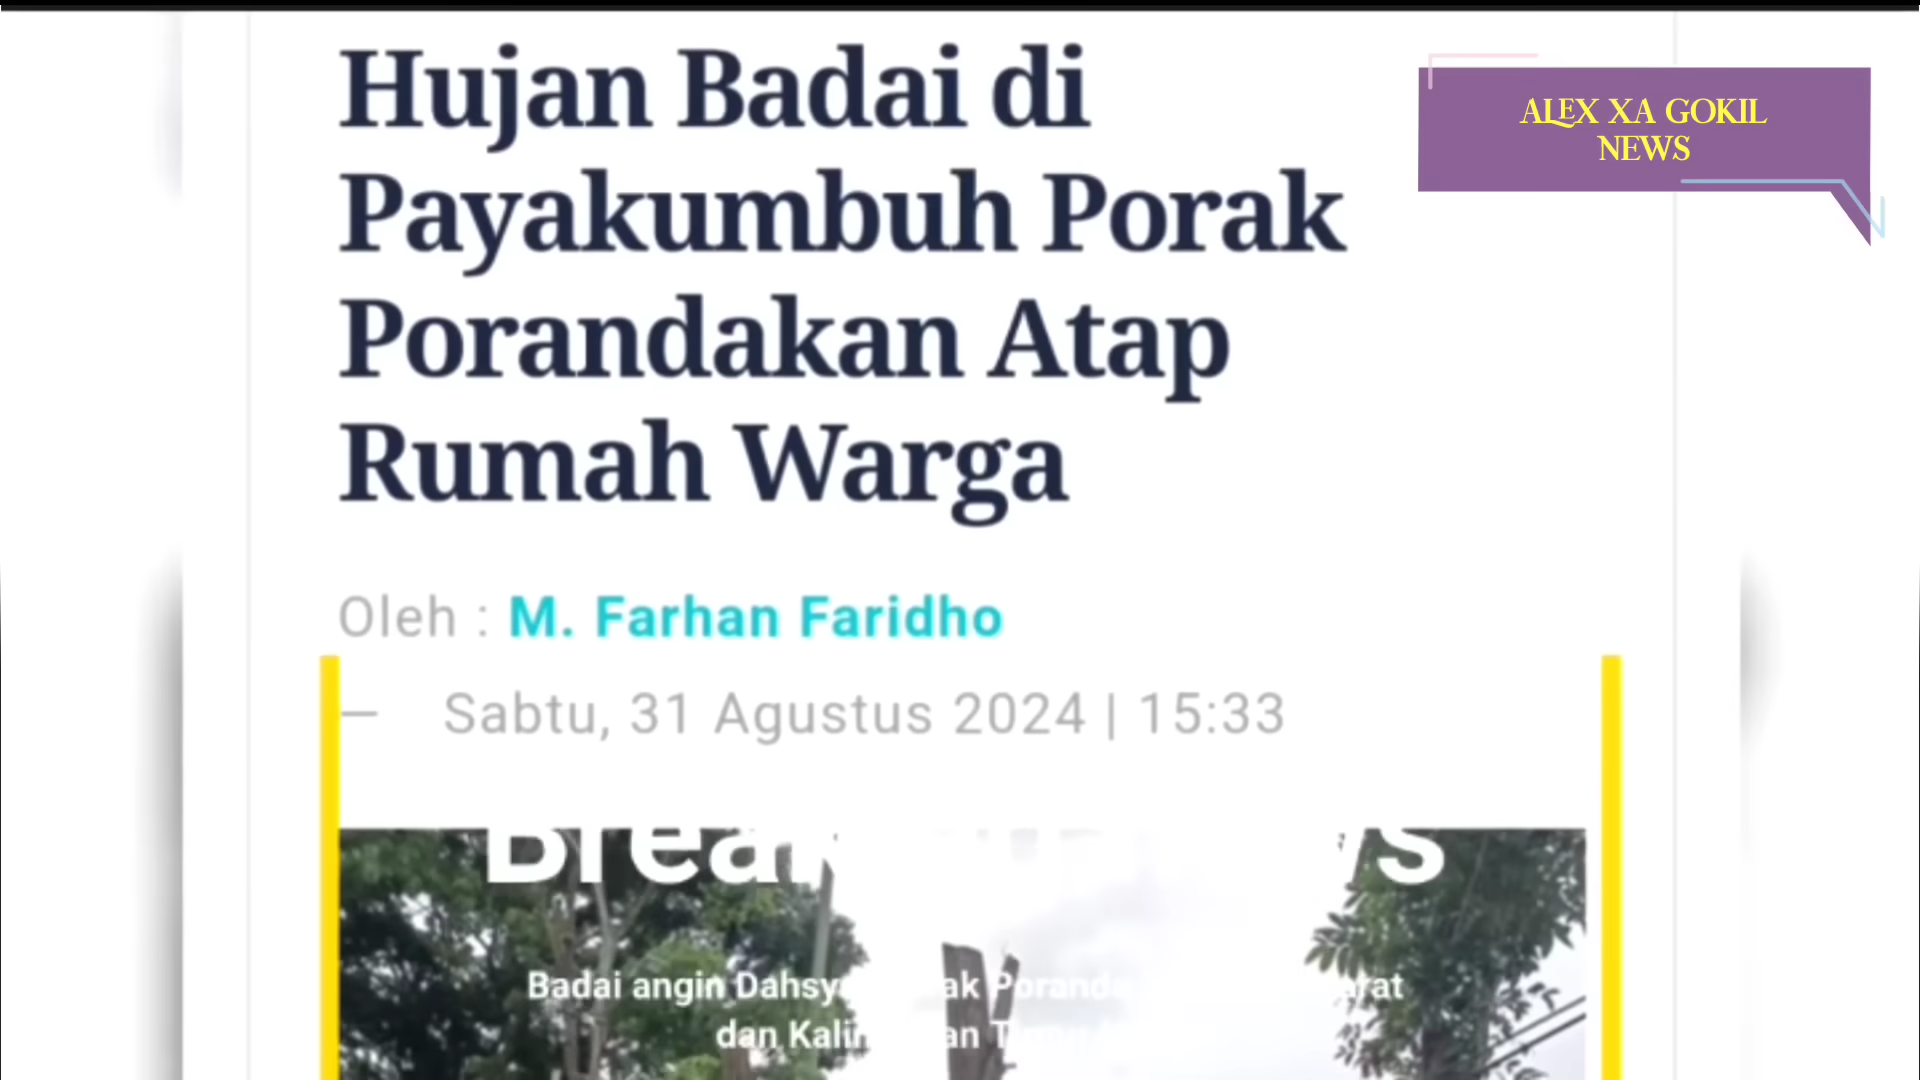 Hujan Badai di
Payakumbuh Porak
Porandakan Atap
Rumah Warga
ALEX XA GOKIL
NEWS
Oleh : M. Farhan Faridho
— Sabtu, 31 Agustus 2024 | 15:33
Badai angin
dan